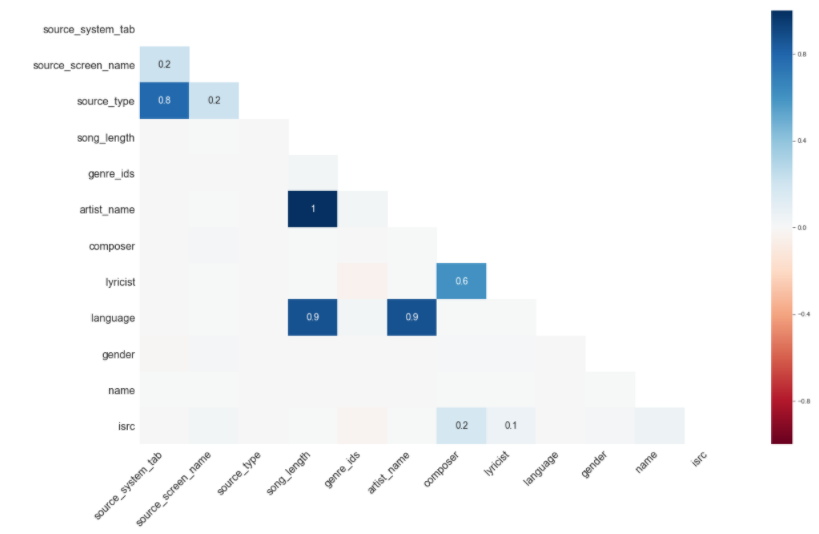 source_system_tab
source_screen_name 0.2
source_type 0.8 0.2
song_length
genre_ids
artist_name 1
composer
lyricist 0.6
language 0.9 0.9
gender
name
isrc 0.2 0.1
source_system_tab source_screen_name source_type song_length genre_ids artist_name composer lyricist language gender name isrc
0.8
0.4
0.0
−0.4
−0.8